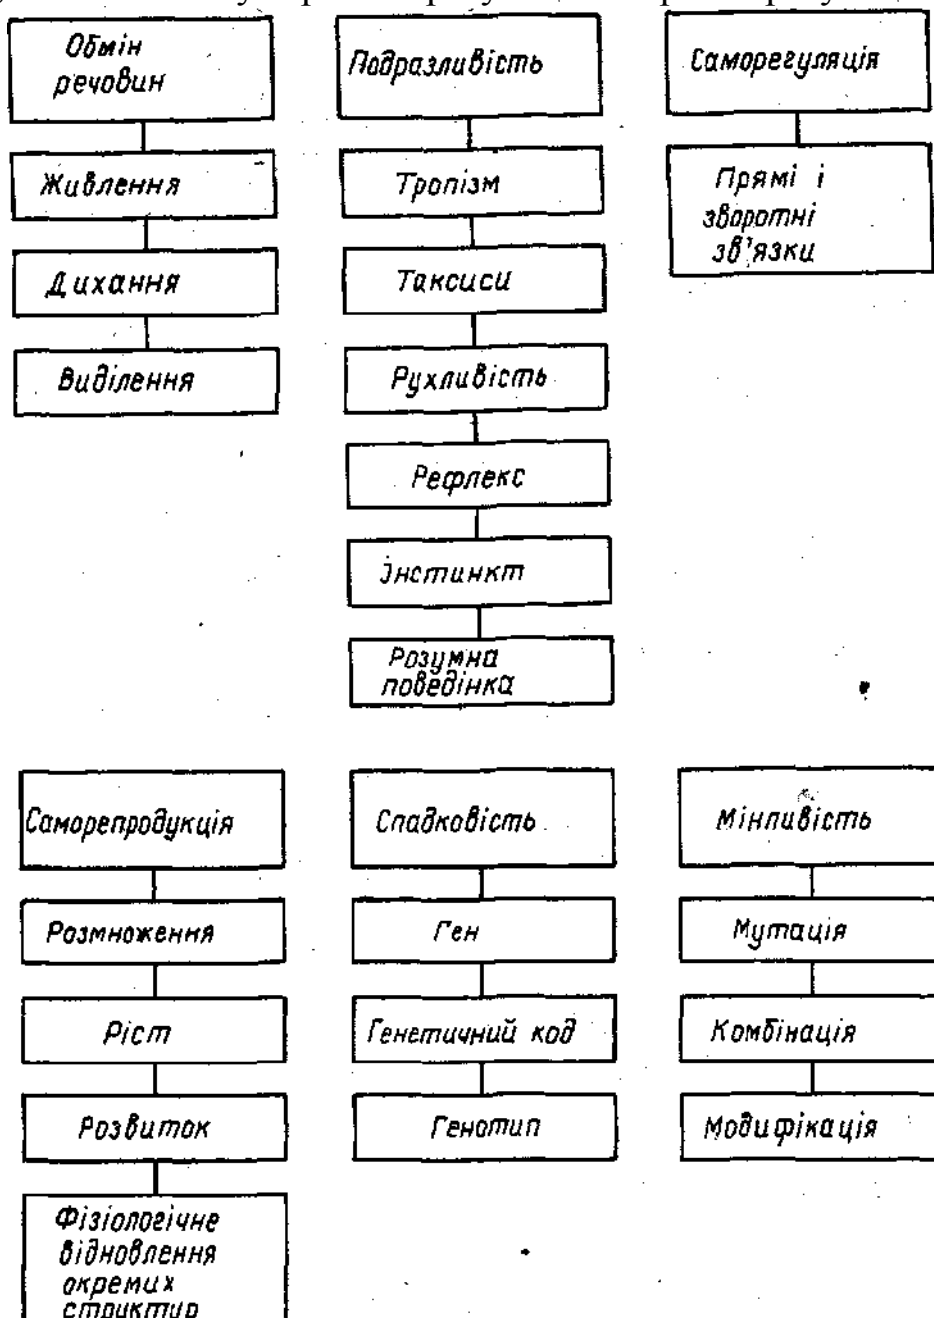 Обмін
речовин
Живлення
Дихання
Виділення
Подразливість
Тропізм
Таксиси
Рухливість
Рефлекс
Інстинкт
Розумна
поведінка
Саморегуляція
Прямі і
зворотні
зв'язки
Саморепродукція
Розмноження
Ріст
Розвиток
Фізіологічне
відновлення
окремих
структур
Спадковість
Ген
Генетичний код
Генотип
Мінливість
Мутація
Комбінація
Модифікація